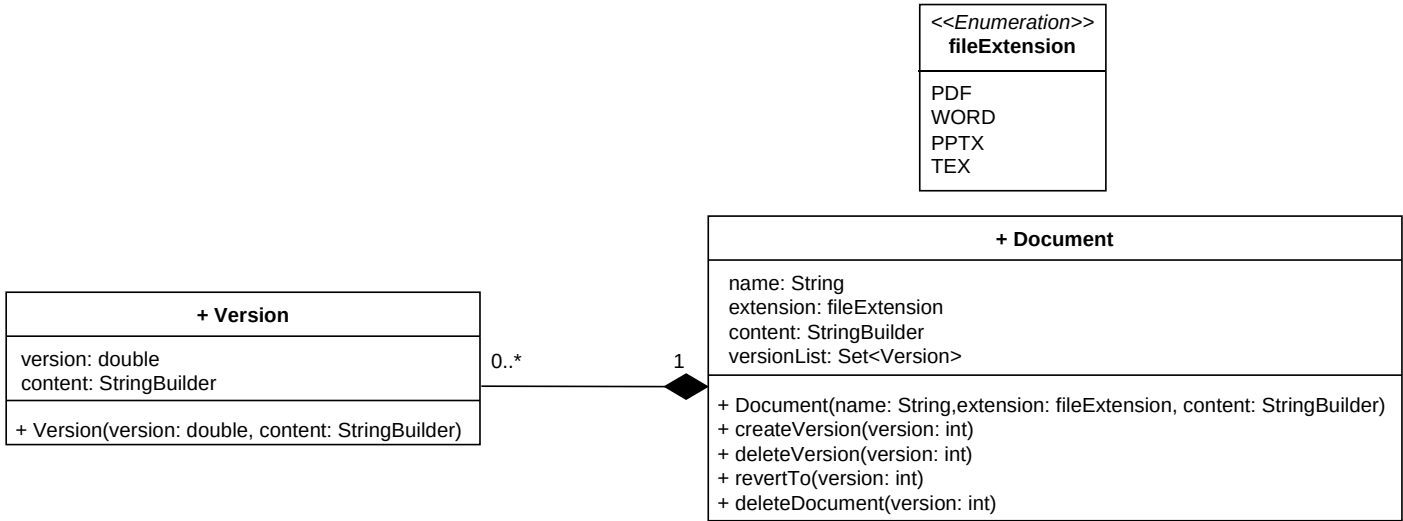 <<Enumeration>>
fileExtension
PDF
WORD
PPTX
TEX
+ Document
name: String
extension: fileExtension
content: StringBuilder
versionList: Set<Version>
+ Document(name: String,extension: fileExtension, content: StringBuilder)
+ createVersion(version: int)
+ deleteVersion(version: int)
+ revertTo(version: int)
+ deleteDocument(version: int)
+ Version
version: double
content: StringBuilder
+ Version(version: double, content: StringBuilder)
0..*
1